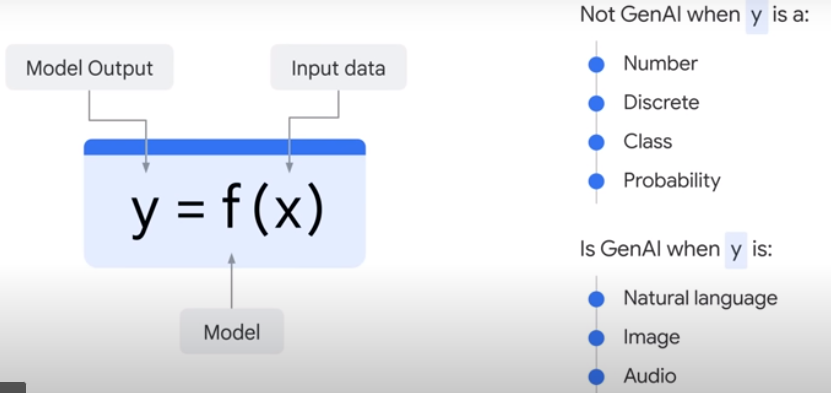 Model Output
Input data
y = f(x)
Model
Not GenAI when y is a:
Number
Discrete
Class
Probability
Is GenAI when y is:
Natural language
Image
Audio